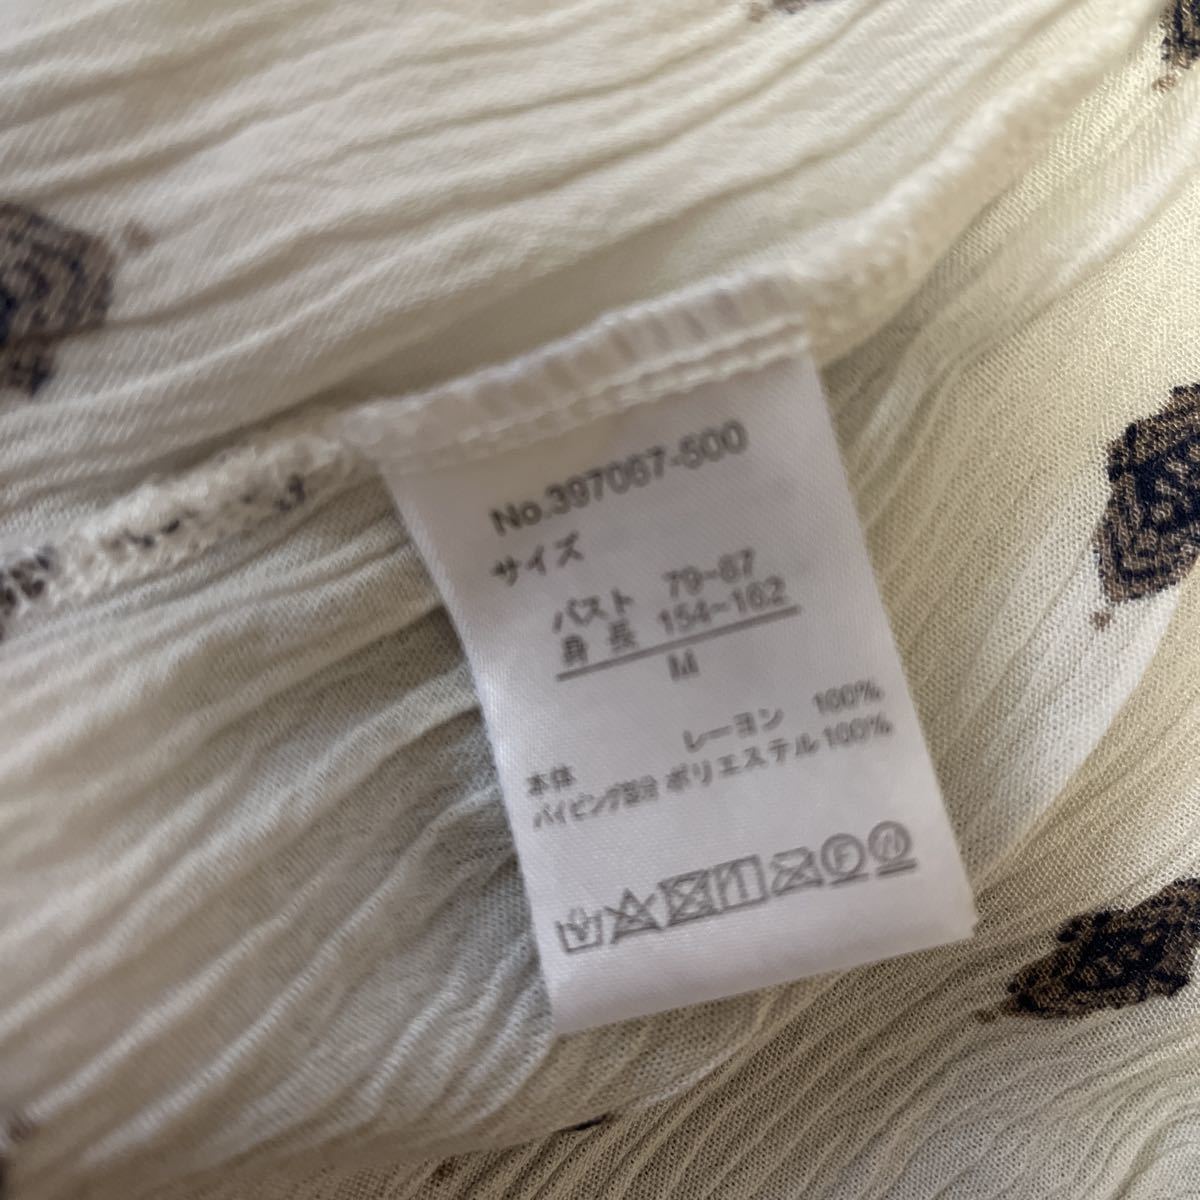 No.397067-500
サイズ
バスト 79-87
身長 154-162
M
レーヨン 100%
本体
パイピング部分 ポリエステル 100%
F
W